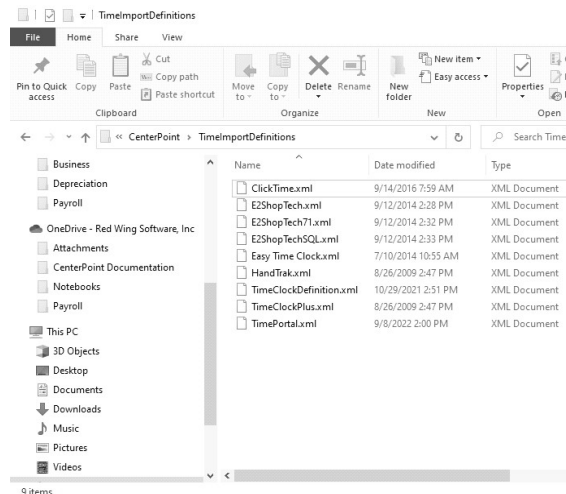 TimeImportDefinitions
File Home Share View
Pin to Quick access
Copy
Paste
Cut
Copy path
Paste shortcut
Move to
Copy to
Delete
Rename
New folder
New item
Easy access
Properties
Clipboard Organize New Open
« CenterPoint › TimeImportDefinitions
Search Time
Business
Depreciation
Payroll
OneDrive - Red Wing Software, Inc
Attachments
CenterPoint Documentation
Notebooks
Payroll
This PC
3D Objects
Desktop
Documents
Downloads
Music
Pictures
Videos
Name Date modified Type
ClickTime.xml 9/14/2016 7:59 AM XML Document
E2ShopTech.xml 9/12/2014 2:28 PM XML Document
E2ShopTech71.xml 9/12/2014 2:32 PM XML Document
E2ShopTechSQL.xml 9/12/2014 2:33 PM XML Document
Easy Time Clock.xml 7/10/2014 10:55 AM XML Document
HandTrak.xml 8/26/2009 2:47 PM XML Document
TimeClockDefinition.xml 10/29/2021 2:51 PM XML Document
TimeClockPlus.xml 8/26/2009 2:47 PM XML Document
TimePortal.xml 9/8/2022 2:00 PM XML Document
9 items